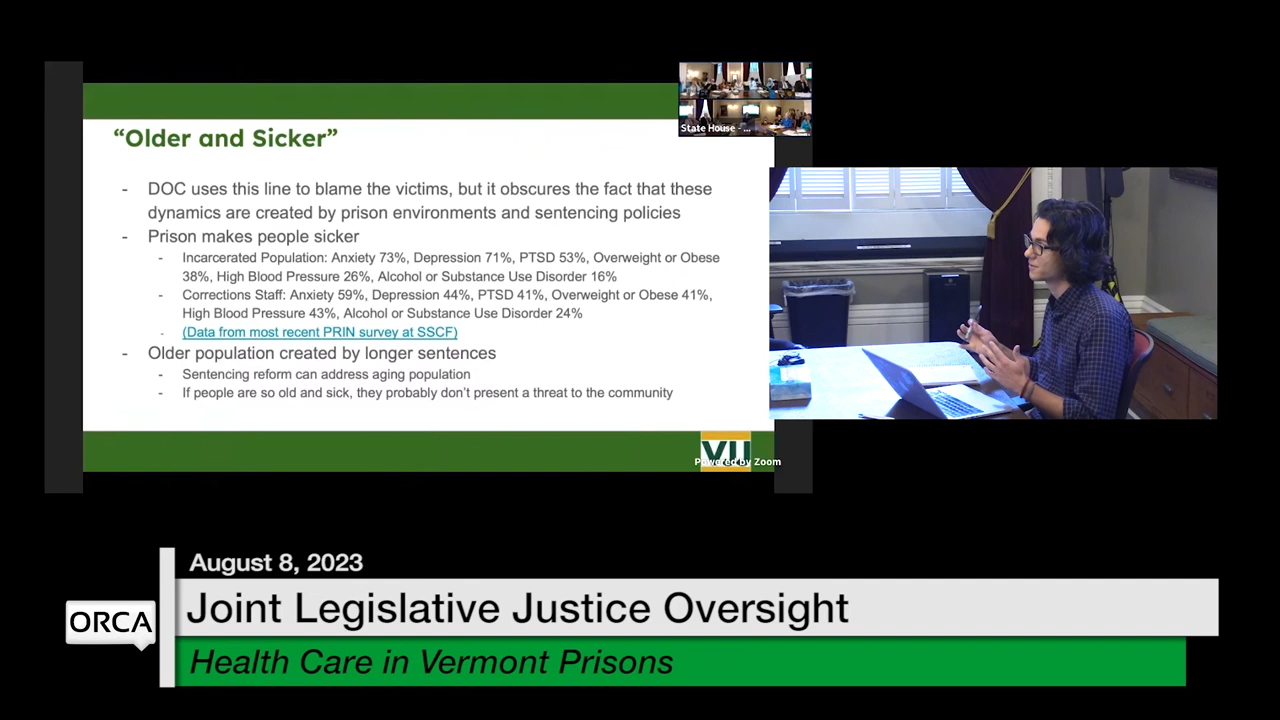 State House - ...
“Older and Sicker”
- DOC uses this line to blame the victims, but it obscures the fact that these
dynamics are created by prison environments and sentencing policies
- Prison makes people sicker
- Incarcerated Population: Anxiety 73%, Depression 71%, PTSD 53%, Overweight or Obese
38%, High Blood Pressure 26%, Alcohol or Substance Use Disorder 16%
- Corrections Staff: Anxiety 59%, Depression 44%, PTSD 41%, Overweight or Obese 41%,
High Blood Pressure 43%, Alcohol or Substance Use Disorder 24%
- (Data from most recent PRIN survey at SSCF)
- Older population created by longer sentences
- Sentencing reform can address aging population
- If people are so old and sick, they probably don’t present a threat to the community
Powered by Zoom
August 8, 2023
ORCA
Joint Legislative Justice Oversight
Health Care in Vermont Prisons